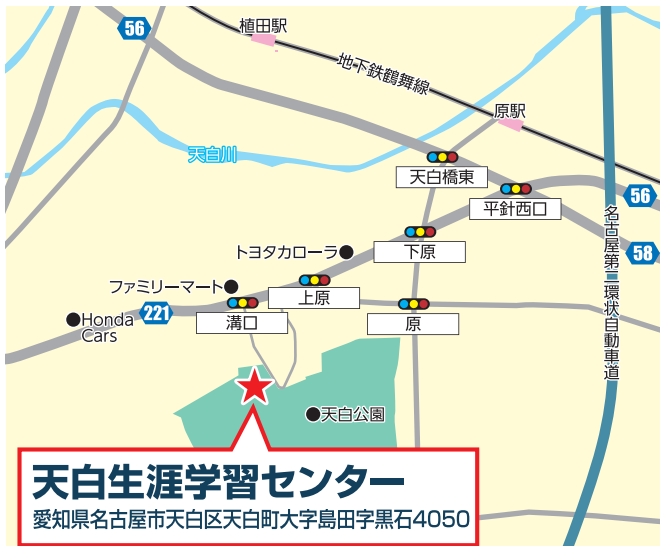 56
植田駅
地下鉄鶴舞線
原駅
天白川
天白橋東
平針西口
56
58
名古屋第二環状自動車道
下原
トヨタカローラ
ファミリーマート
上原
221
Honda
Cars
溝口
原
天白公園
天白生涯学習センター
愛知県名古屋市天白区天白町大字島田字黒石4050